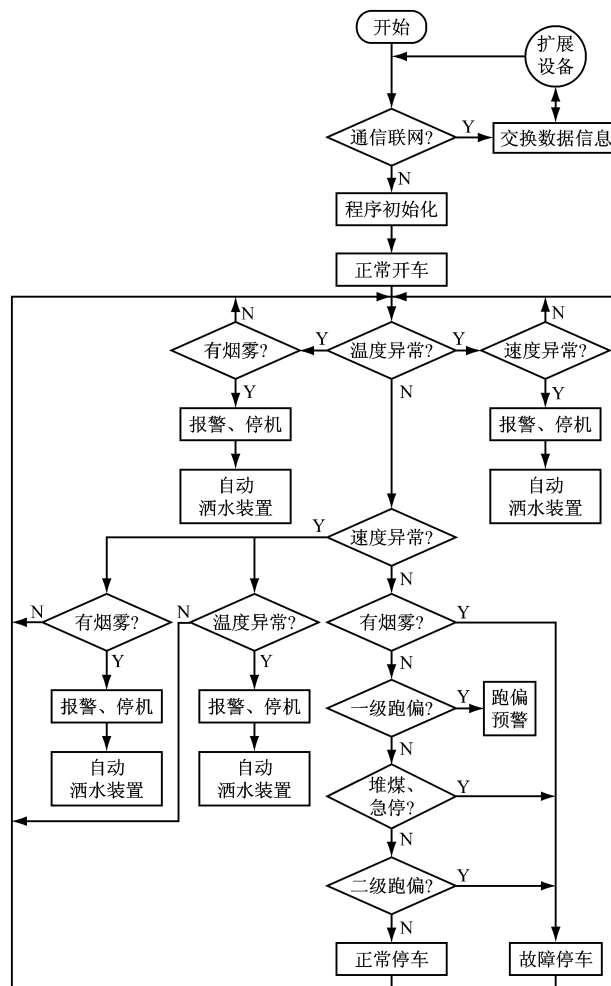 开始
扩展
设备
通信联网?
Y
交换数据信息
N
程序初始化
正常开车
N
N
有烟雾?
Y
温度异常?
Y
速度异常?
Y
N
Y
报警、停机
报警、停机
自动
洒水装置
自动
洒水装置
Y
速度异常?
N
N
有烟雾?
N
温度异常?
有烟雾?
Y
Y
Y
N
报警、停机
报警、停机
一级跑偏?
Y
跑偏
预警
N
自动
洒水装置
自动
洒水装置
堆煤、
急停?
Y
N
二级跑偏?
Y
N
正常停车
故障停车